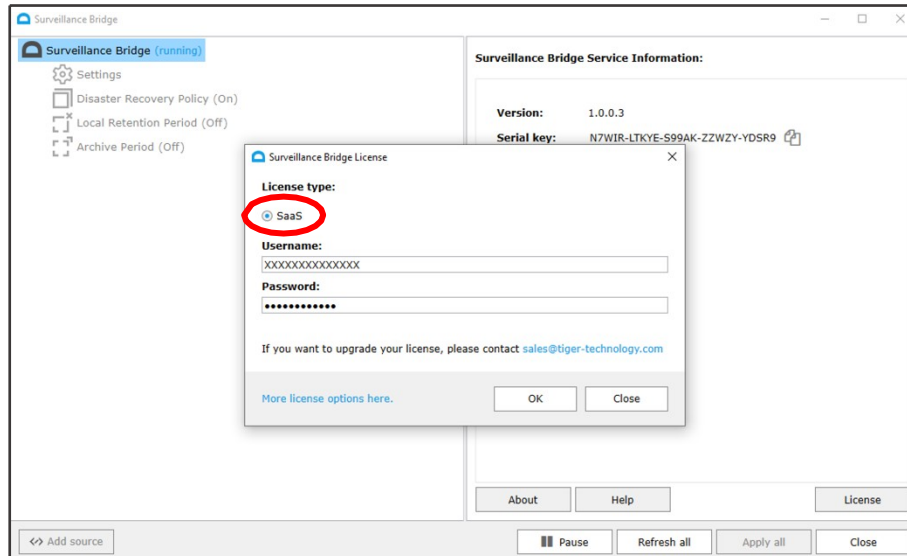 Surveillance Bridge
Surveillance Bridge (running)
Settings
Disaster Recovery Policy (On)
Local Retention Period (Off)
Archive Period (Off)
Surveillance Bridge Service Information:
Version: 1.0.0.3
Serial key: N7WIR-LTKYE-S99AK-ZZWZY-YDSR9
Surveillance Bridge License
License type:
SaaS
Username:
XXXXXXXXXXXXXX
Password:
••••••••••••
If you want to upgrade your license, please contact sales@tiger-technology.com
More license options here.
OK
Close
About
Help
License
Add source
Pause
Refresh all
Apply all
Close